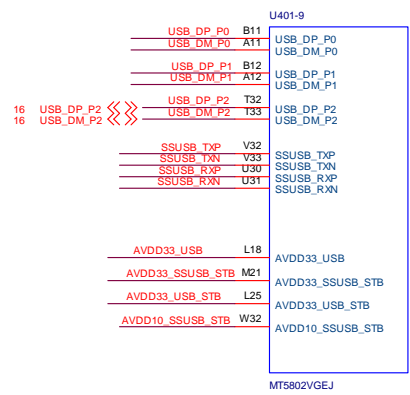 U401-9
USB_DP_P0 B11 USB_DP_P0
USB_DM_P0 A11 USB_DM_P0
USB_DP_P1 B12 USB_DP_P1
USB_DM_P1 A12 USB_DM_P1
16 USB_DP_P2 USB_DP_P2 T32 USB_DP_P2
16 USB_DM_P2 USB_DM_P2 T33 USB_DM_P2
SSUSB_TXP V32 SSUSB_TXP
SSUSB_TXN V33 SSUSB_TXN
SSUSB_RXP U30 SSUSB_RXP
SSUSB_RXN U31 SSUSB_RXN
AVDD33_USB L18 AVDD33_USB
AVDD33_SSUSB_STB M21 AVDD33_SSUSB_STB
AVDD33_USB_STB L25 AVDD33_USB_STB
AVDD10_SSUSB_STB W32 AVDD10_SSUSB_STB
MT5802VGEJ